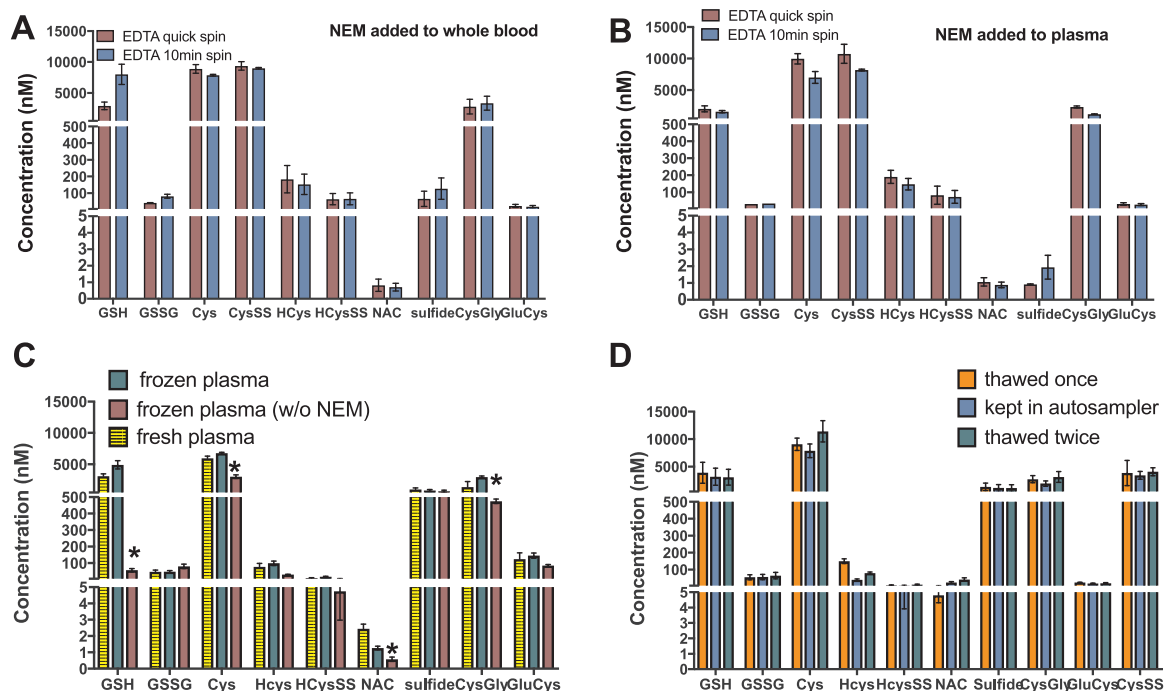 A
EDTA quick spin
EDTA 10min spin
NEM added to whole blood
Concentration (nM)
15000
10000
5000
500
400
300
200
100
5
4
3
2
1
0
GSH GSSG Cys CysSS HCys HCysSS NAC sulfide CysGly GluCys
B
EDTA quick spin
EDTA 10min spin
NEM added to plasma
Concentration (nM)
15000
10000
5000
500
400
300
200
100
5
4
3
2
1
0
GSH GSSG Cys CysSS HCys HCysSS NAC sulfide CysGly GluCys
C
frozen plasma
frozen plasma (w/o NEM)
fresh plasma
Concentration (nM)
15000
10000
5000
500
400
300
200
100
5
4
3
2
1
0
* * * *
GSH GSSG Cys Hcys HCysSS NAC sulfide CysGly GluCys
D
thawed once
kept in autosampler
thawed twice
Concentration (nM)
15000
10000
5000
500
400
300
200
100
5
4
3
2
1
0
GSH GSSG Cys Hcys HcysSS NAC Sulfide CysGly GluCys CysSS